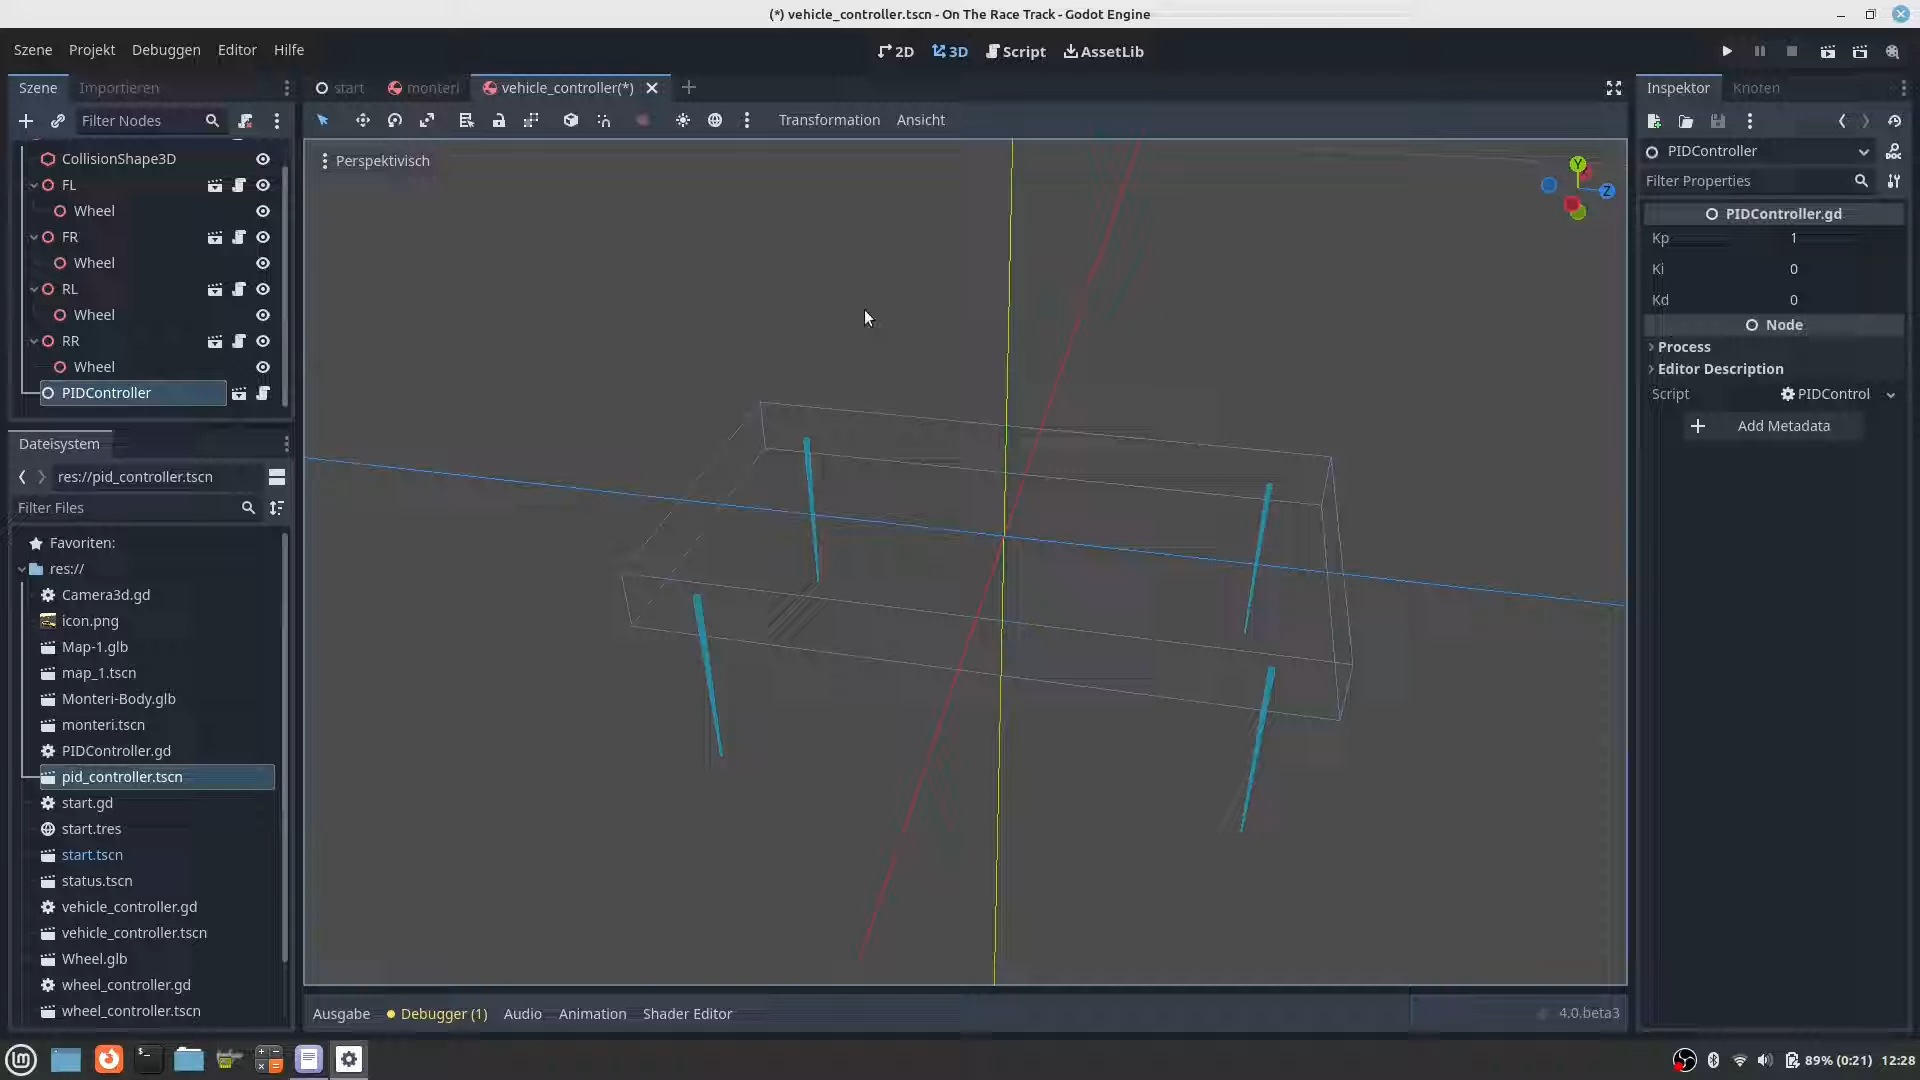 (*) vehicle_controller.tscn - On The Race Track - Godot Engine
Szene Projekt Debuggen Editor Hilfe
2D 3D Script AssetLib
Szene Importieren
start monteri vehicle_controller(*)
Inspektor Knoten
Filter Nodes
Transformation Ansicht
CollisionShape3D
FL
Wheel
FR
Wheel
RL
Wheel
RR
Wheel
PIDController
Dateisystem
res://pid_controller.tscn
Filter Files
Favoriten:
res://
Camera3d.gd
icon.png
Map-1.glb
map_1.tscn
Monteri-Body.glb
monteri.tscn
PIDController.gd
pid_controller.tscn
start.gd
start.tres
start.tscn
status.tscn
vehicle_controller.gd
vehicle_controller.tscn
Wheel.glb
wheel_controller.gd
wheel_controller.tscn
Perspektivisch
Y
Z
Ausgabe Debugger (1) Audio Animation Shader Editor
4.0.beta3
PIDController
Filter Properties
PIDController.gd
Kp 1
Ki 0
Kd 0
Node
Process
Editor Description
Script PIDControl
Add Metadata
89% (0:21) 12:28